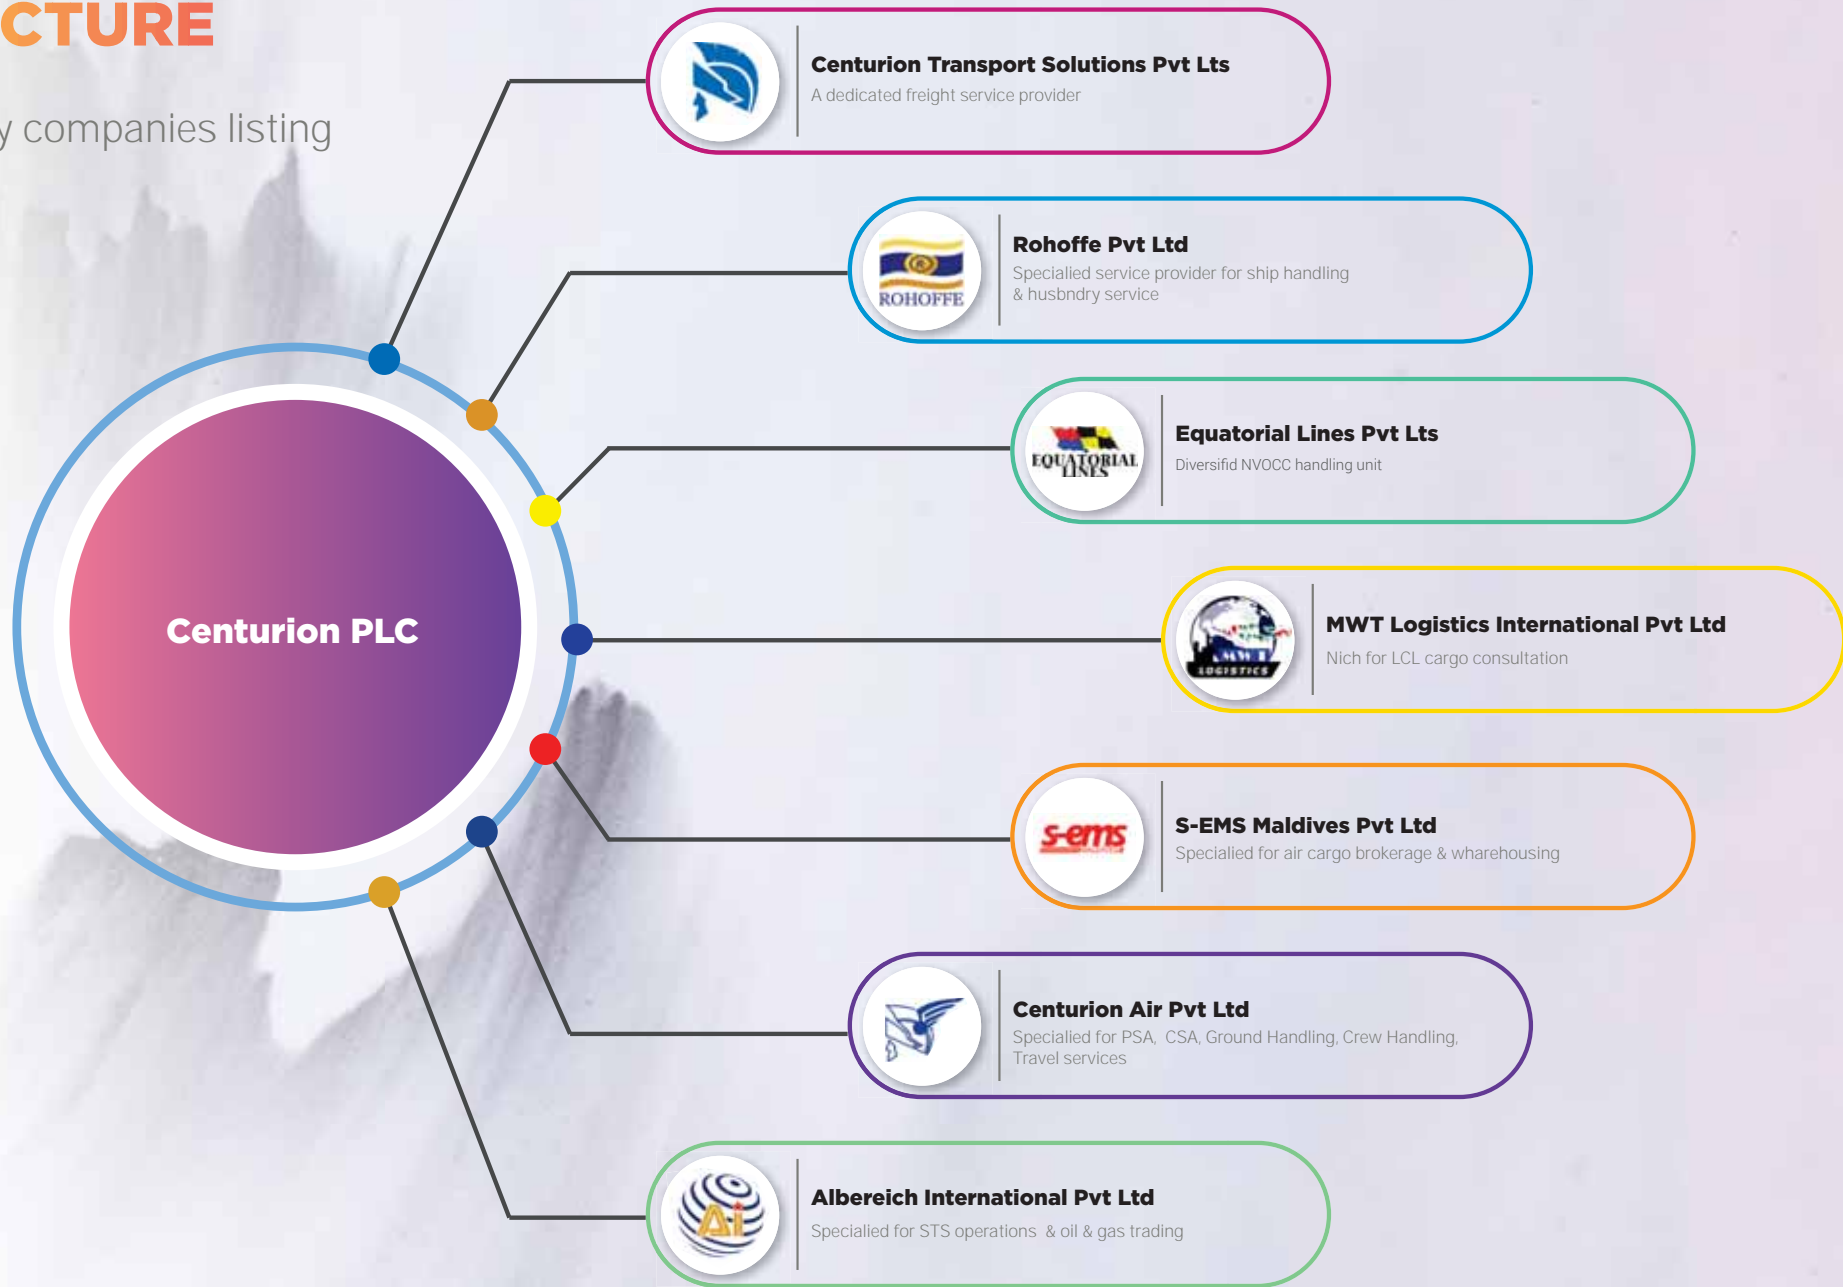 CTURE
y companies listing
Centurion Transport Solutions Pvt Lts
A dedicated freight service provider
ROHOFFE
Rohoffe Pvt Ltd
Specialied service provider for ship handling
& husbndry service
EQUATORIAL
LINES
Equatorial Lines Pvt Lts
Diversifid NVOCC handling unit
Centurion PLC
MWT
LOGISTICS
MWT Logistics International Pvt Ltd
Nich for LCL cargo consultation
s-ems
S-EMS Maldives Pvt Ltd
Specialied for air cargo brokerage & wharehousing
Centurion Air Pvt Ltd
Specialied for PSA, CSA, Ground Handling, Crew Handling,
Travel services
Ai
Albereich International Pvt Ltd
Specialied for STS operations & oil & gas trading